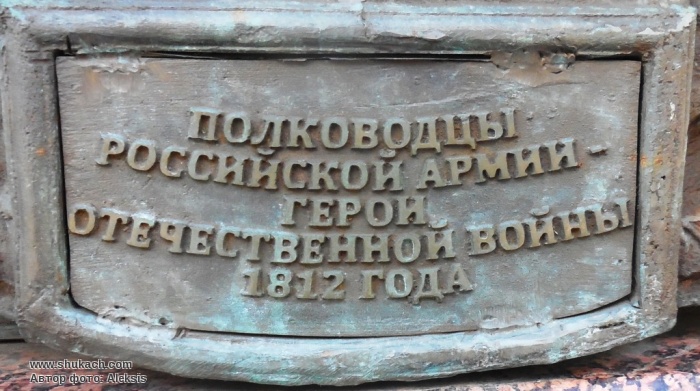 ПОЛКОВОДЦЫ
РОССИЙСКОЙ АРМИИ -
ГЕРОИ
ОТЕЧЕСТВЕННОЙ ВОЙНЫ
1812 ГОДА
www.shukach.com
Автор фото: Aleksis